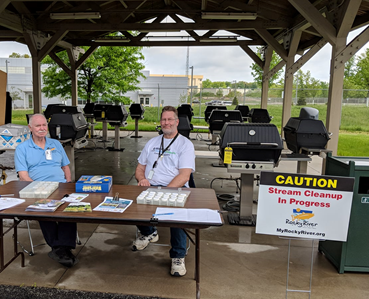 CAUTION
Stream Cleanup
In Progress
Rocky River
MyRockyRiver.org